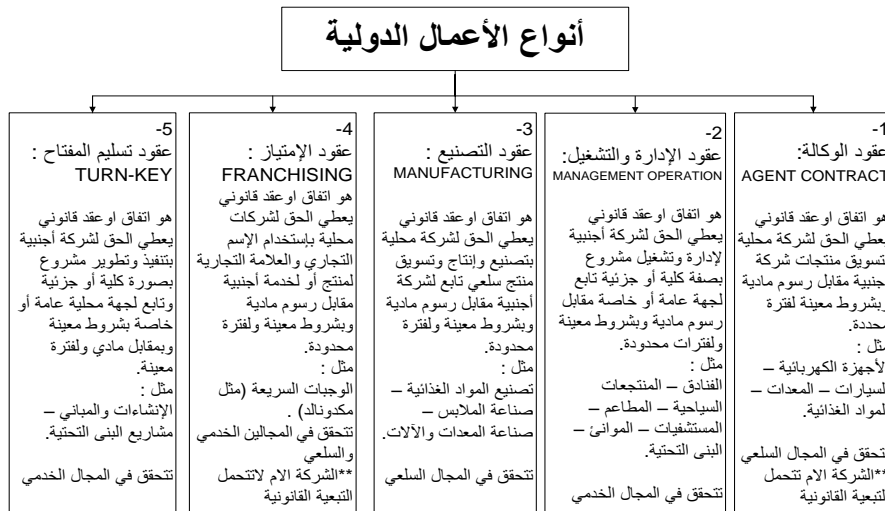 أنواع الأعمال الدولية
-1
عقود الوكالة:
AGENT CONTRACT
هو اتفاق اوعقد قانوني
يعطي الحق لشركة محلية
بتسويق منتجات شركة
أجنبية مقابل رسوم مادية
وبشروط معينة لفترة
محددة.
مثل :
الأجهزة الكهربائية –
السيارات – المعدات –
المواد الغذائية.
تتحقق في المجال السلعي
**الشركة الام تتحمل
التبعية القانونية
-2
عقود الإدارة والتشغيل:
MANAGEMENT OPERATION
هو اتفاق اوعقد قانوني
يعطي الحق لشركة أجنبية
لإدارة وتشغيل مشروع
بصفة كلية أو جزئية تابع
لجهة عامة أو خاصة مقابل
رسوم مادية وبشروط معينة
ولفترات محدودة.
مثل :
الفنادق – المنتجعات
السياحية – المطاعم –
المستشفيات – الموانئ –
البنى التحتية.
تتحقق في المجال الخدمي
-3
عقود التصنيع :
MANUFACTURING
هو اتفاق اوعقد قانوني
يعطي الحق لشركة محلية
بتصنيع وإنتاج وتسويق
منتج سلعي تابع لشركة
أجنبية مقابل رسوم مادية
وبشروط معينة ولفترة
محدودة.
مثل :
تصنيع المواد الغذائية –
صناعة الملابس –
صناعة المعدات والآلات.
تتحقق في المجال السلعي
-4
عقود الإمتياز :
FRANCHISING
هو اتفاق اوعقد قانوني
يعطي الحق لشركات
محلية بإستخدام الإسم
التجاري والعلامة التجارية
لمنتج أو لخدمة أجنبية
مقابل رسوم مادية
وبشروط معينة ولفترة
محدودة.
مثل :
الوجبات السريعة (مثل
مكدونالد) .
تتحقق في المجالين الخدمي
والسلعي
**الشركة الام لاتتحمل
التبعية القانونية
-5
عقود تسليم المفتاح :
TURN-KEY
هو اتفاق اوعقد قانوني
يعطي الحق لشركة أجنبية
بتنفيذ وتطوير مشروع
بصورة كلية أو جزئية
وتابع لجهة محلية عامة أو
خاصة بشروط معينة
وبمقابل مادي ولفترة
معينة.
مثل :
الإنشاءات والمباني –
مشاريع البنى التحتية.
تتحقق في المجال الخدمي